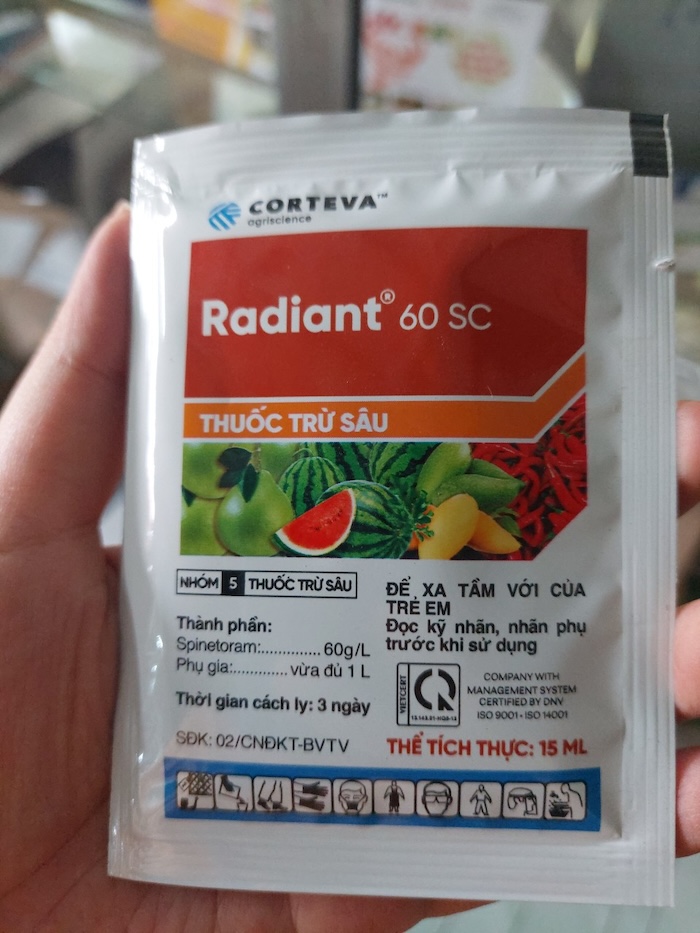 CORTEVA™
agriscience
Radiant® 60 SC
THUỐC TRỪ SÂU
NHÓM 5 THUỐC TRỪ SÂU
Thành phần:
Spinetoram:.............. 60g/L
Phụ gia:............. vừa đủ 1 L
Thời gian cách ly: 3 ngày
SĐK: 02/CNĐKT-BVTV
ĐỂ XA TẦM VỚI CỦA
TRẺ EM
Đọc kỹ nhãn, nhãn phụ
trước khi sử dụng
VIETCERT
COMPANY WITH
MANAGEMENT SYSTEM
CERTIFIED BY DNV
ISO 9001 • ISO 14001
THỂ TÍCH THỰC: 15 ML